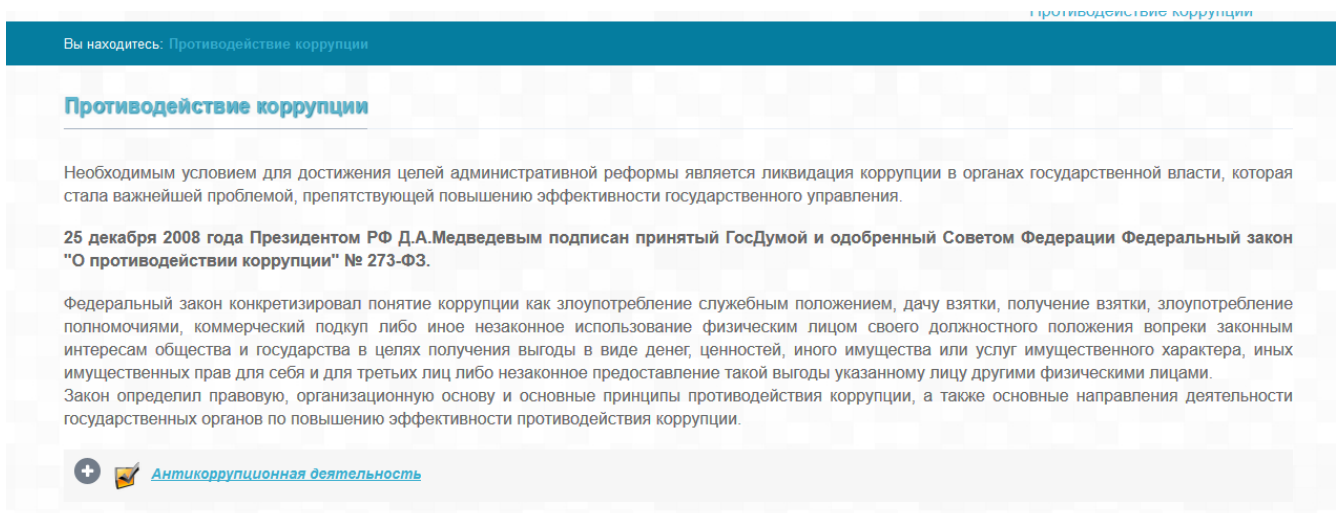 Противодействие коррупции
Вы находитесь: Противодействие коррупции
Противодействие коррупции
Необходимым условием для достижения целей административной реформы является ликвидация коррупции в органах государственной власти, которая
стала важнейшей проблемой, препятствующей повышению эффективности государственного управления.
25 декабря 2008 года Президентом РФ Д.А.Медведевым подписан принятый ГосДумой и одобренный Советом Федерации Федеральный закон
"О противодействии коррупции" № 273-ФЗ.
Федеральный закон конкретизировал понятие коррупции как злоупотребление служебным положением, дачу взятки, получение взятки, злоупотребление
полномочиями, коммерческий подкуп либо иное незаконное использование физическим лицом своего должностного положения вопреки законным
интересам общества и государства в целях получения выгоды в виде денег, ценностей, иного имущества или услуг имущественного характера, иных
имущественных прав для себя и для третьих лиц либо незаконное предоставление такой выгоды указанному лицу другими физическими лицами.
Закон определил правовую, организационную основу и основные принципы противодействия коррупции, а также основные направления деятельности
государственных органов по повышению эффективности противодействия коррупции.
Антикоррупционная деятельность